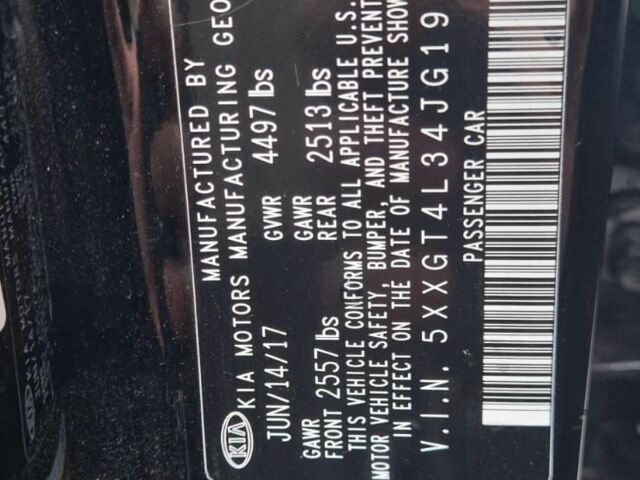 MANUFACTURED BY
KIA KIA MOTORS MANUFACTURING GEO
JUN/14/17 GVWR 4497 lbs
GAWR GAWR
FRONT 2557 lbs REAR 2513 lbs
THIS VEHICLE CONFORMS TO ALL APPLICABLE U.S.
MOTOR VEHICLE SAFETY, BUMPER, AND THEFT PREVENT
IN EFFECT ON THE DATE OF MANUFACTURE SHOW
V.I.N. 5XXGT4L34JG19
PASSENGER CAR